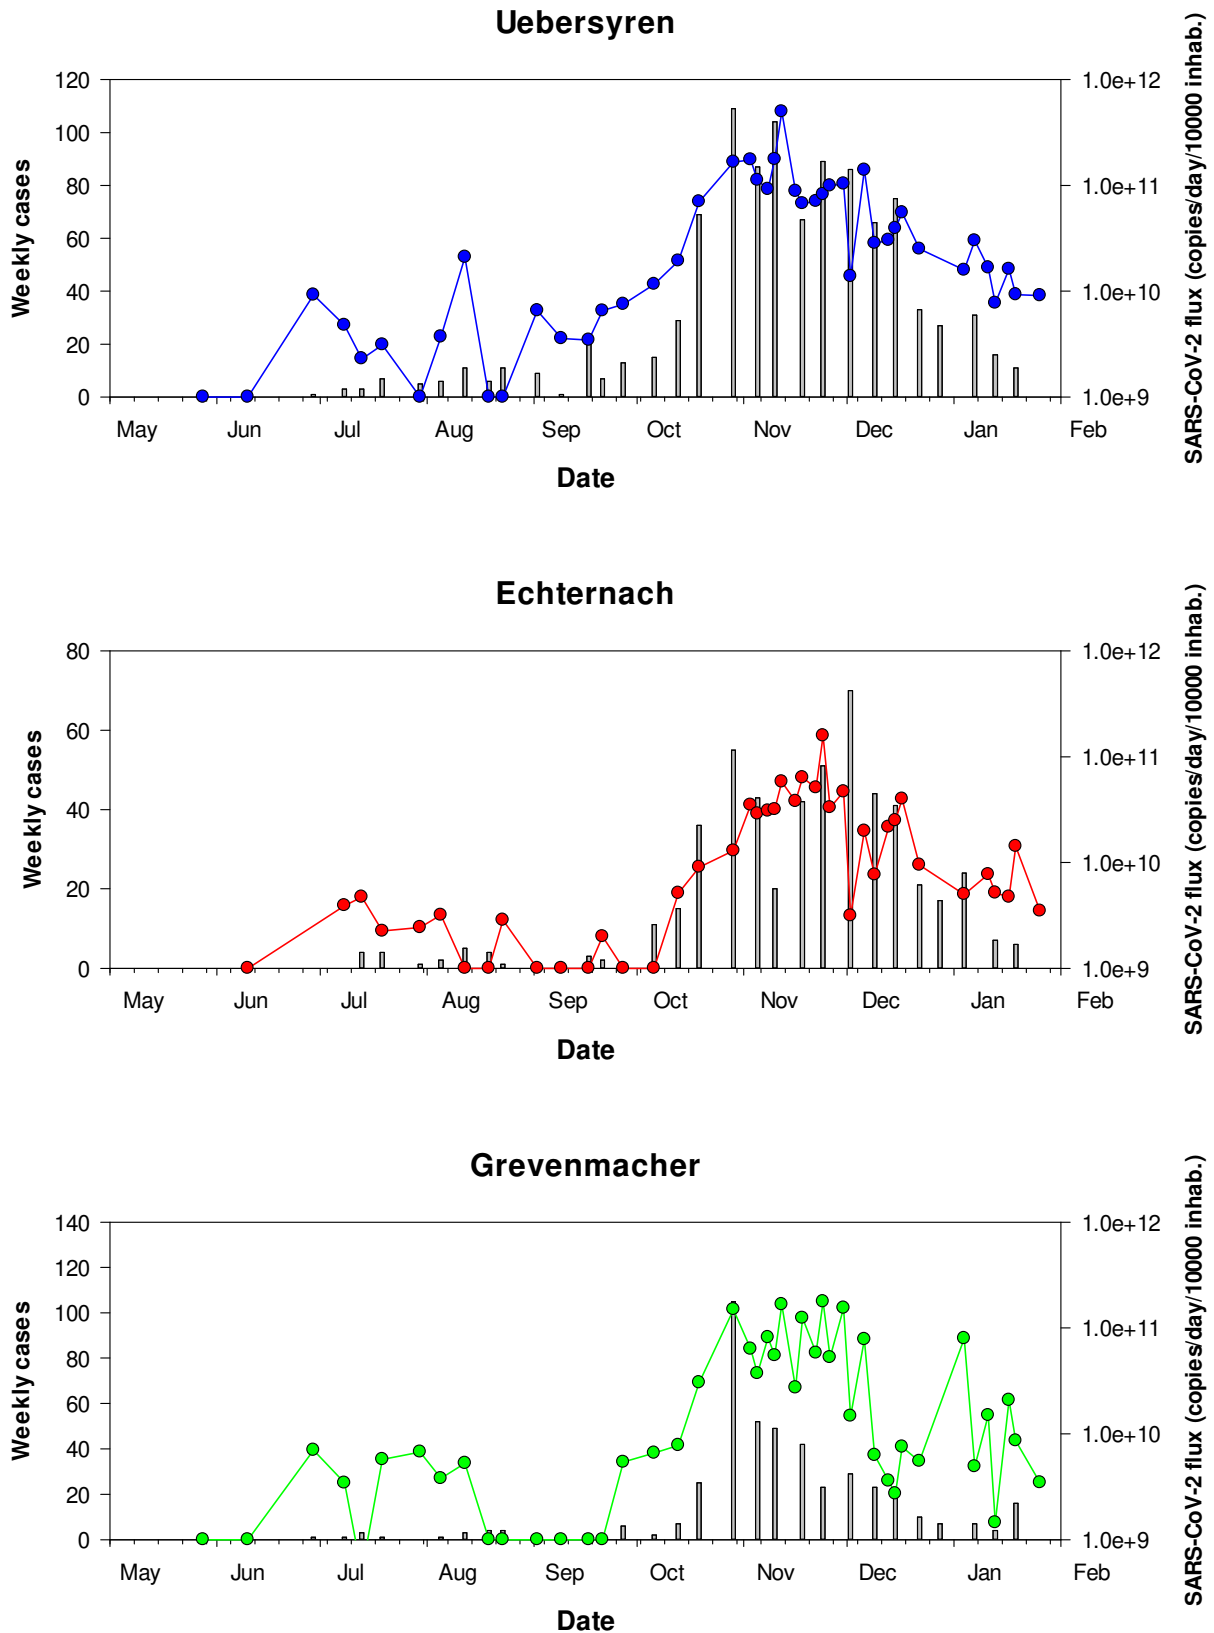 Uebersyren
SARS-CoV-2 flux (copies/day/10000 inhab.)
Weekly cases
120
100
80
60
40
20
0
1.0e+12
1.0e+11
1.0e+10
1.0e+9
May Jun Jul Aug Sep Oct Nov Dec Jan Feb
Date
Echternach
SARS-CoV-2 flux (copies/day/10000 inhab.)
Weekly cases
80
60
40
20
0
1.0e+12
1.0e+11
1.0e+10
1.0e+9
May Jun Jul Aug Sep Oct Nov Dec Jan Feb
Date
Grevenmacher
SARS-CoV-2 flux (copies/day/10000 inhab.)
Weekly cases
140
120
100
80
60
40
20
0
1.0e+12
1.0e+11
1.0e+10
1.0e+9
May Jun Jul Aug Sep Oct Nov Dec Jan Feb
Date